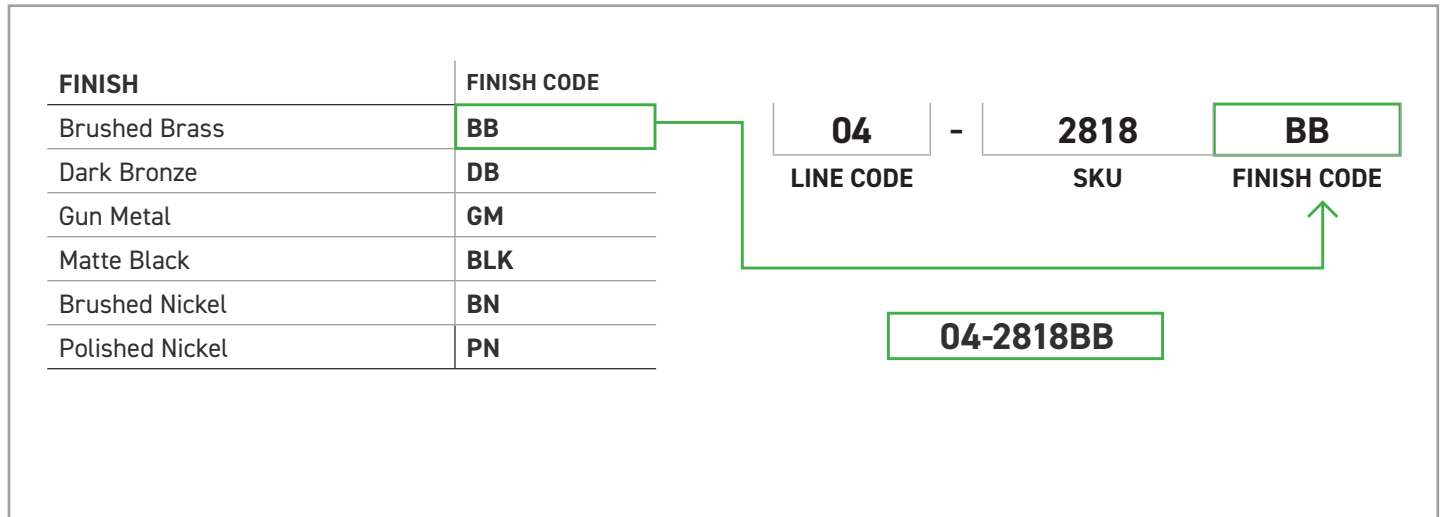 FINISH FINISH CODE
Brushed Brass BB
Dark Bronze DB
Gun Metal GM
Matte Black BLK
Brushed Nickel BN
Polished Nickel PN
04 - 2818 BB
LINE CODE SKU FINISH CODE
04-2818BB